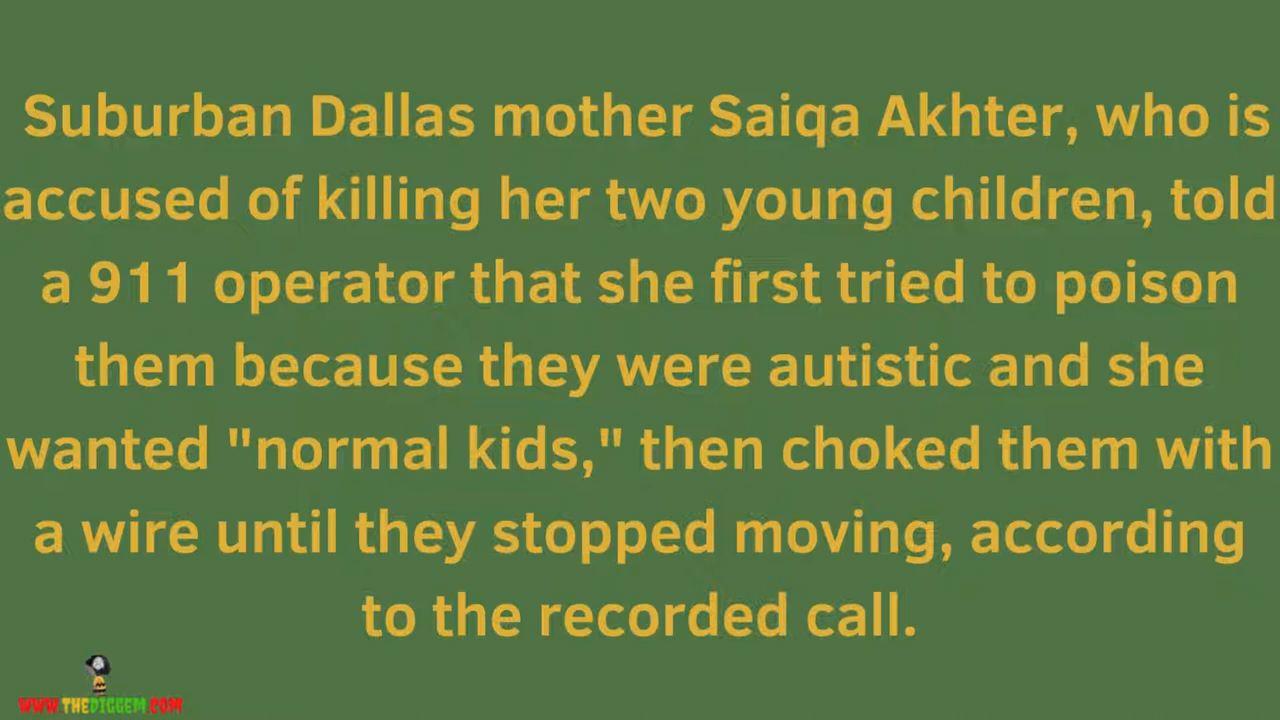 Suburban Dallas mother Saiqa Akhter, who is
accused of killing her two young children, told
a 911 operator that she first tried to poison
them because they were autistic and she
wanted "normal kids," then choked them with
a wire until they stopped moving, according
to the recorded call.
WWW.THEDIGGEM.COM